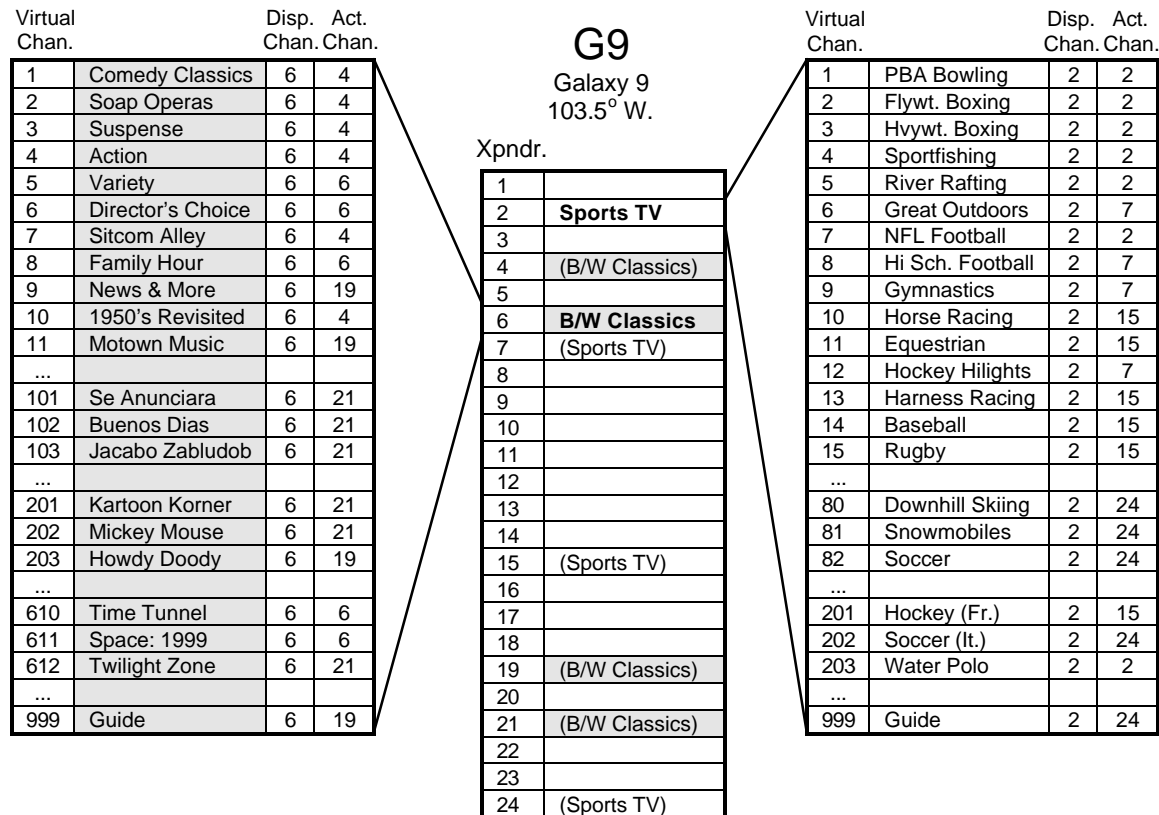 Virtual Chan. Disp. Chan. Act. Chan.
1 Comedy Classics 6 4
2 Soap Operas 6 4
3 Suspense 6 4
4 Action 6 4
5 Variety 6 6
6 Director's Choice 6 6
7 Sitcom Alley 6 4
8 Family Hour 6 6
9 News & More 6 19
10 1950's Revisited 6 4
11 Motown Music 6 19
...
101 Se Anunciara 6 21
102 Buenos Dias 6 21
103 Jacabo Zabludob 6 21
...
201 Kartoon Korner 6 21
202 Mickey Mouse 6 21
203 Howdy Doody 6 19
...
610 Time Tunnel 6 6
611 Space: 1999 6 6
612 Twilight Zone 6 21
...
999 Guide 6 19
G9
Galaxy 9
103.5° W.
Xpndr.
1
2 Sports TV
3
4 (B/W Classics)
5
6 B/W Classics
7 (Sports TV)
8
9
10
11
12
13
14
15 (Sports TV)
16
17
18
19 (B/W Classics)
20
21 (B/W Classics)
22
23
24 (Sports TV)
Virtual Chan. Disp. Chan. Act. Chan.
1 PBA Bowling 2 2
2 Flywt. Boxing 2 2
3 Hvywt. Boxing 2 2
4 Sportfishing 2 2
5 River Rafting 2 2
6 Great Outdoors 2 7
7 NFL Football 2 2
8 Hi Sch. Football 2 7
9 Gymnastics 2 7
10 Horse Racing 2 15
11 Equestrian 2 15
12 Hockey Hilights 2 7
13 Harness Racing 2 15
14 Baseball 2 15
15 Rugby 2 15
...
80 Downhill Skiing 2 24
81 Snowmobiles 2 24
82 Soccer 2 24
...
201 Hockey (Fr.) 2 15
202 Soccer (It.) 2 24
203 Water Polo 2 2
...
999 Guide 2 24